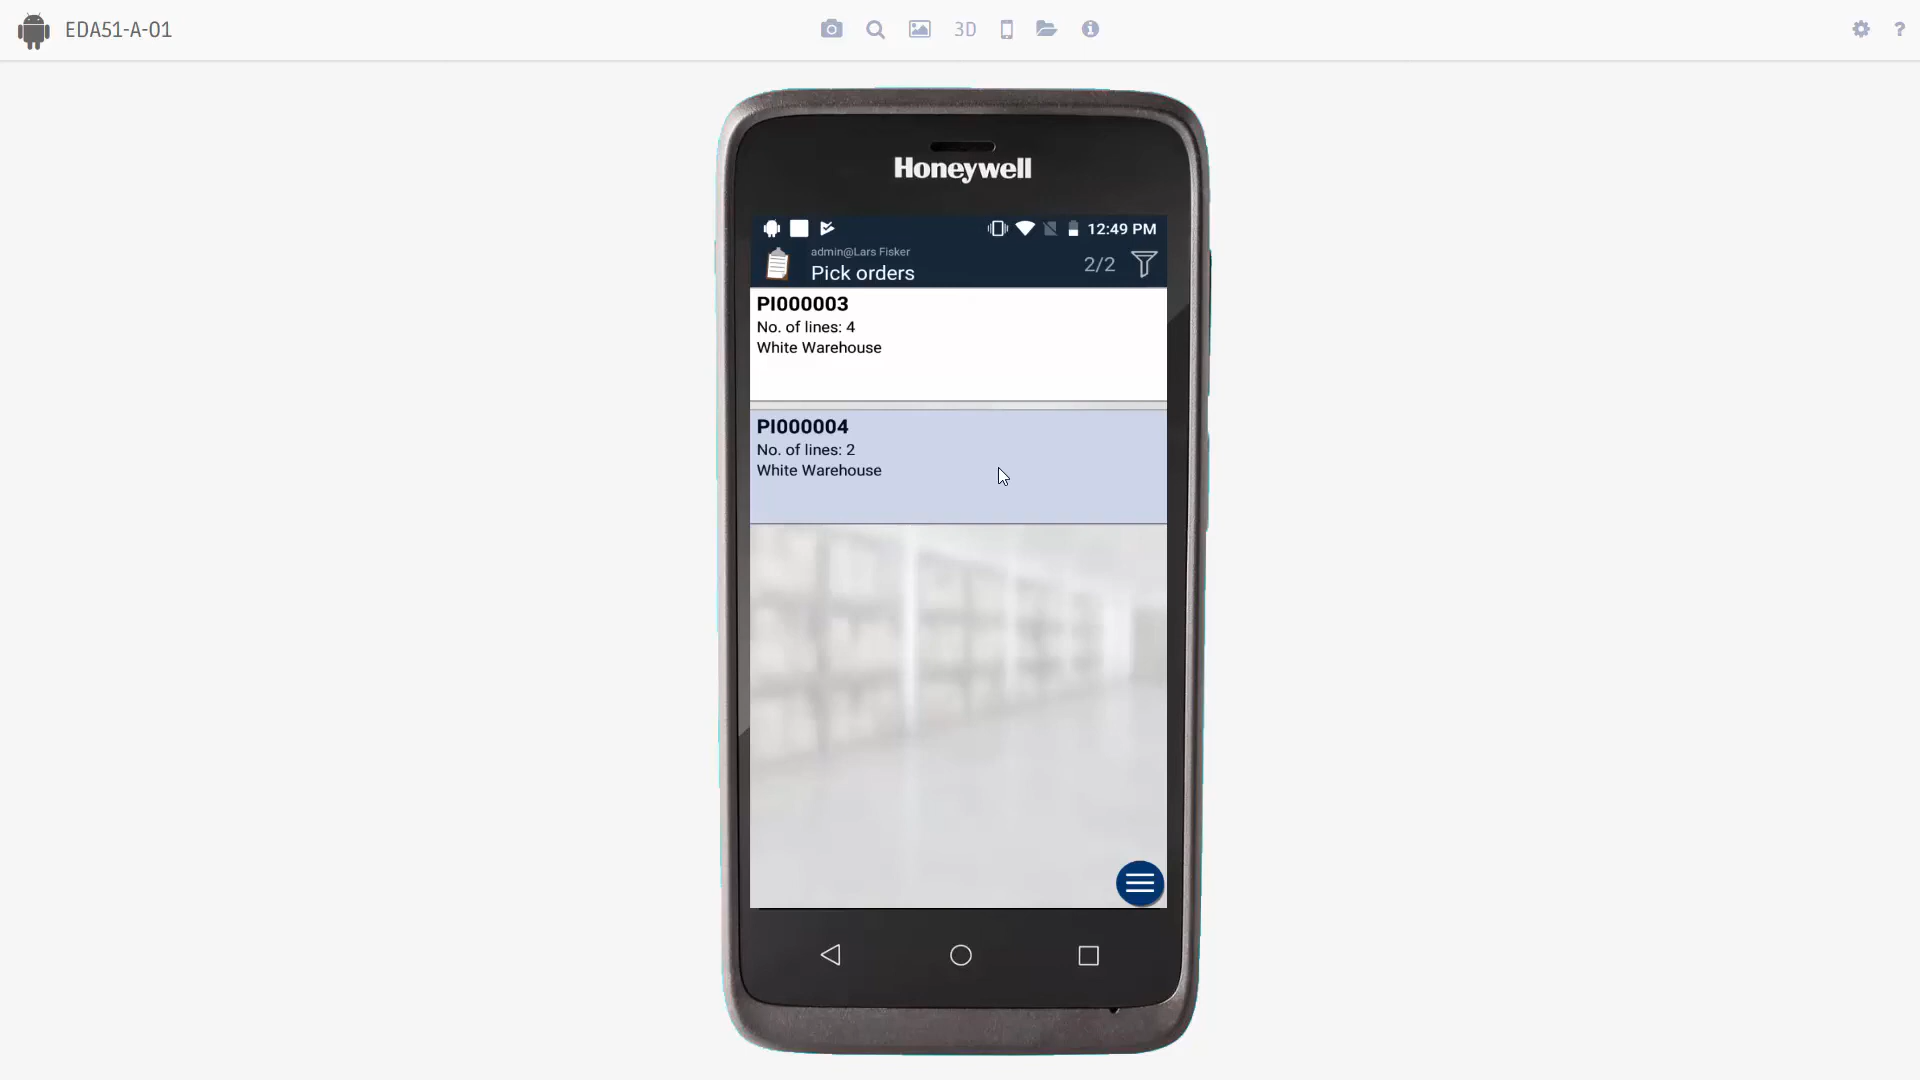 EDA51-A-01
3D
?
Honeywell
12:49 PM
admin@Lars Fisker
Pick orders
2/2
PI000003
No. of lines: 4
White Warehouse
PI000004
No. of lines: 2
White Warehouse